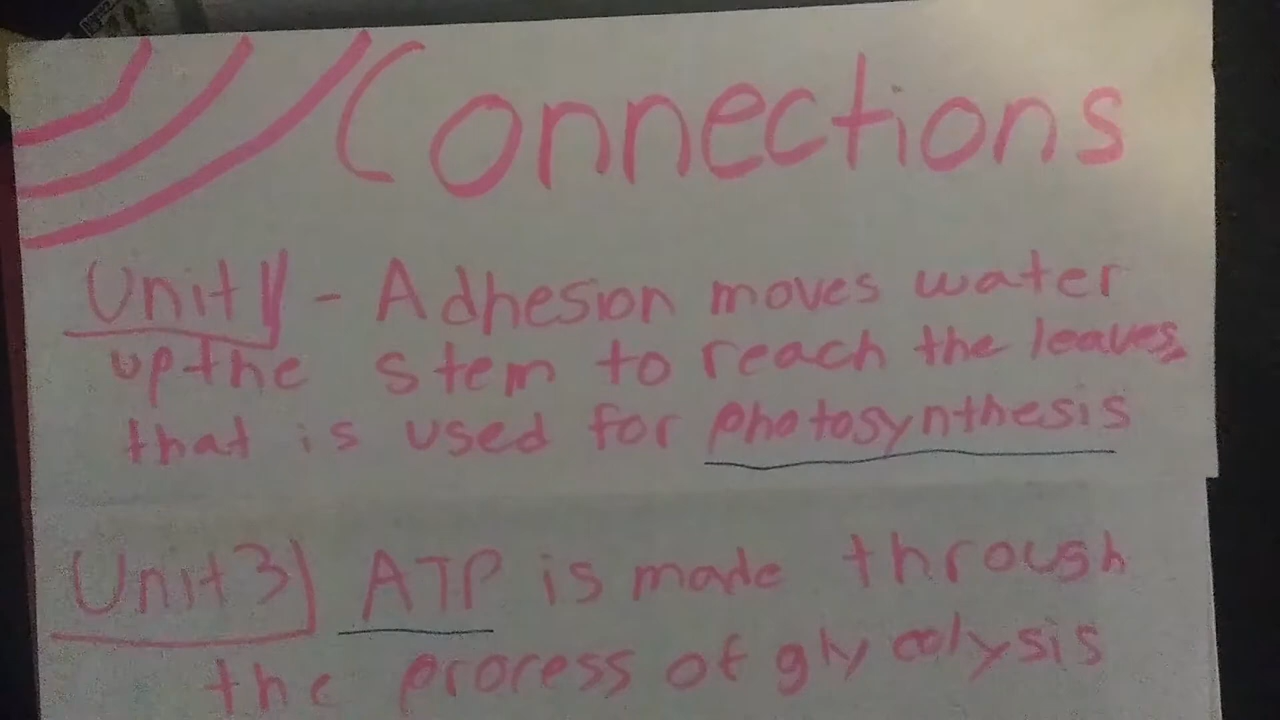 Connections
Unit 1 - Adhesion moves water
up the stem to reach the leaves,
that is used for photosynthesis
Unit 3) ATP is made through
the process of glycolysis